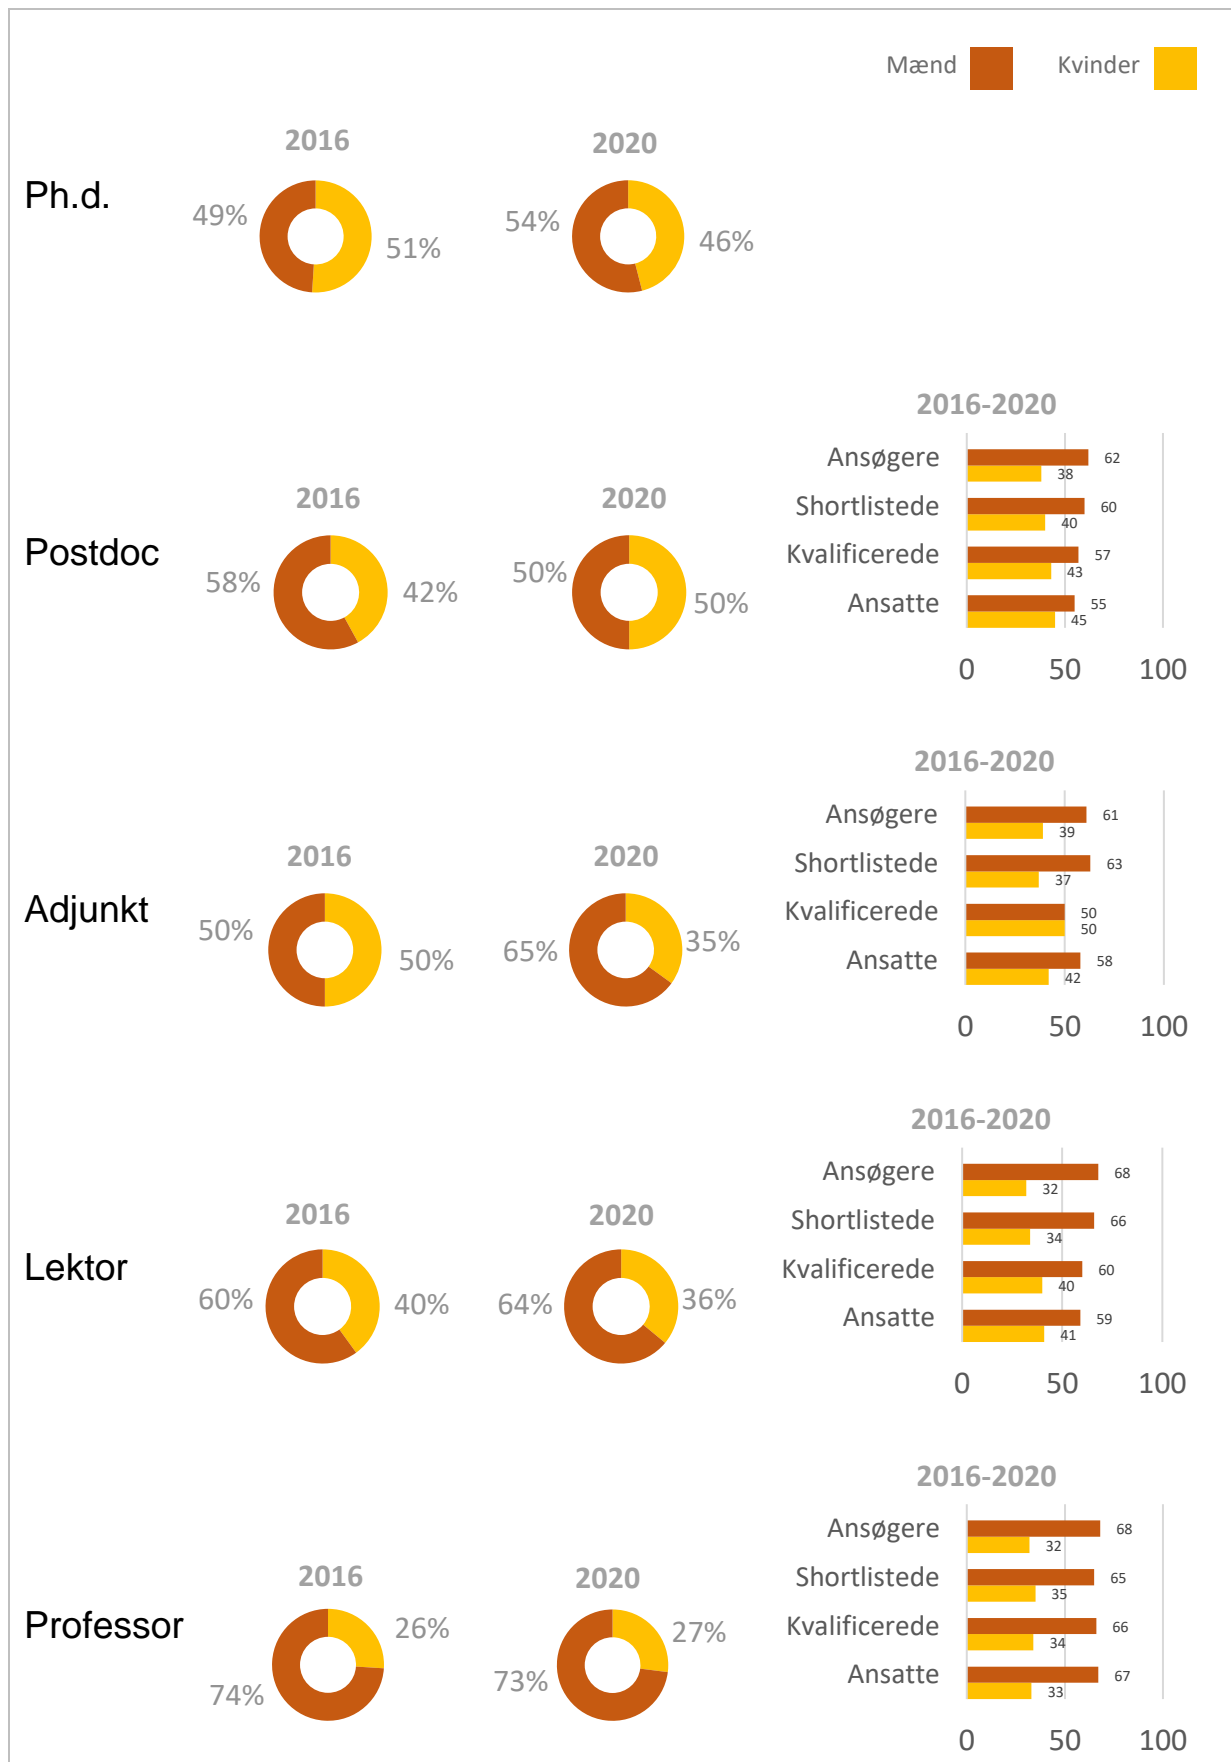 Mænd Kvinder
2016 2020
Ph.d.
49% 51% 54% 46%
2016-2020
Ansøgere 62 38
Shortlistede 60 40
Kvalificerede 57 43
Ansatte 55 45
0 50 100
2016 2020
Postdoc
58% 42% 50% 50%
2016-2020
Ansøgere 61 39
Shortlistede 63 37
Kvalificerede 50 50
Ansatte 58 42
0 50 100
2016 2020
Adjunkt
50% 50% 65% 35%
2016-2020
Ansøgere 68 32
Shortlistede 66 34
Kvalificerede 60 40
Ansatte 59 41
0 50 100
2016 2020
Lektor
60% 40% 64% 36%
2016-2020
Ansøgere 68 32
Shortlistede 65 35
Kvalificerede 66 34
Ansatte 67 33
0 50 100
2016 2020
Professor
74% 26% 73% 27%